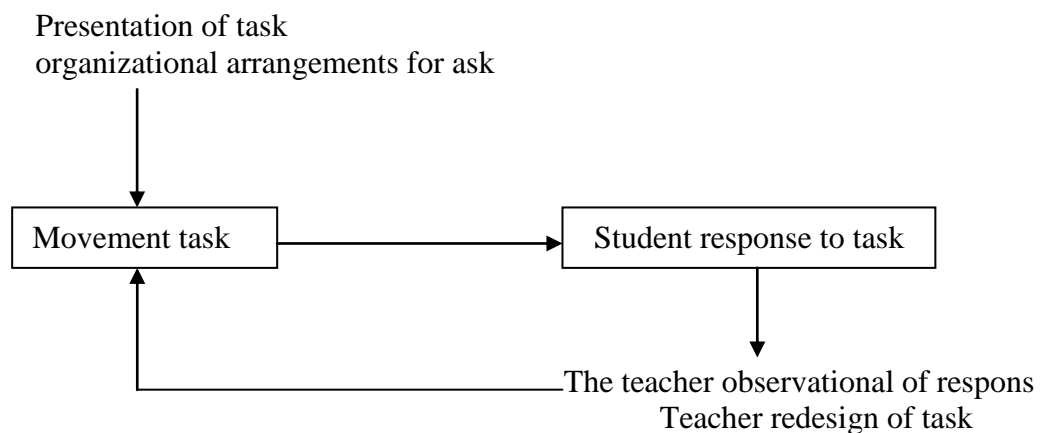 Presentation of task
organizational arrangements for ask
Movement task
Student response to task
The teacher observational of respons
Teacher redesign of task